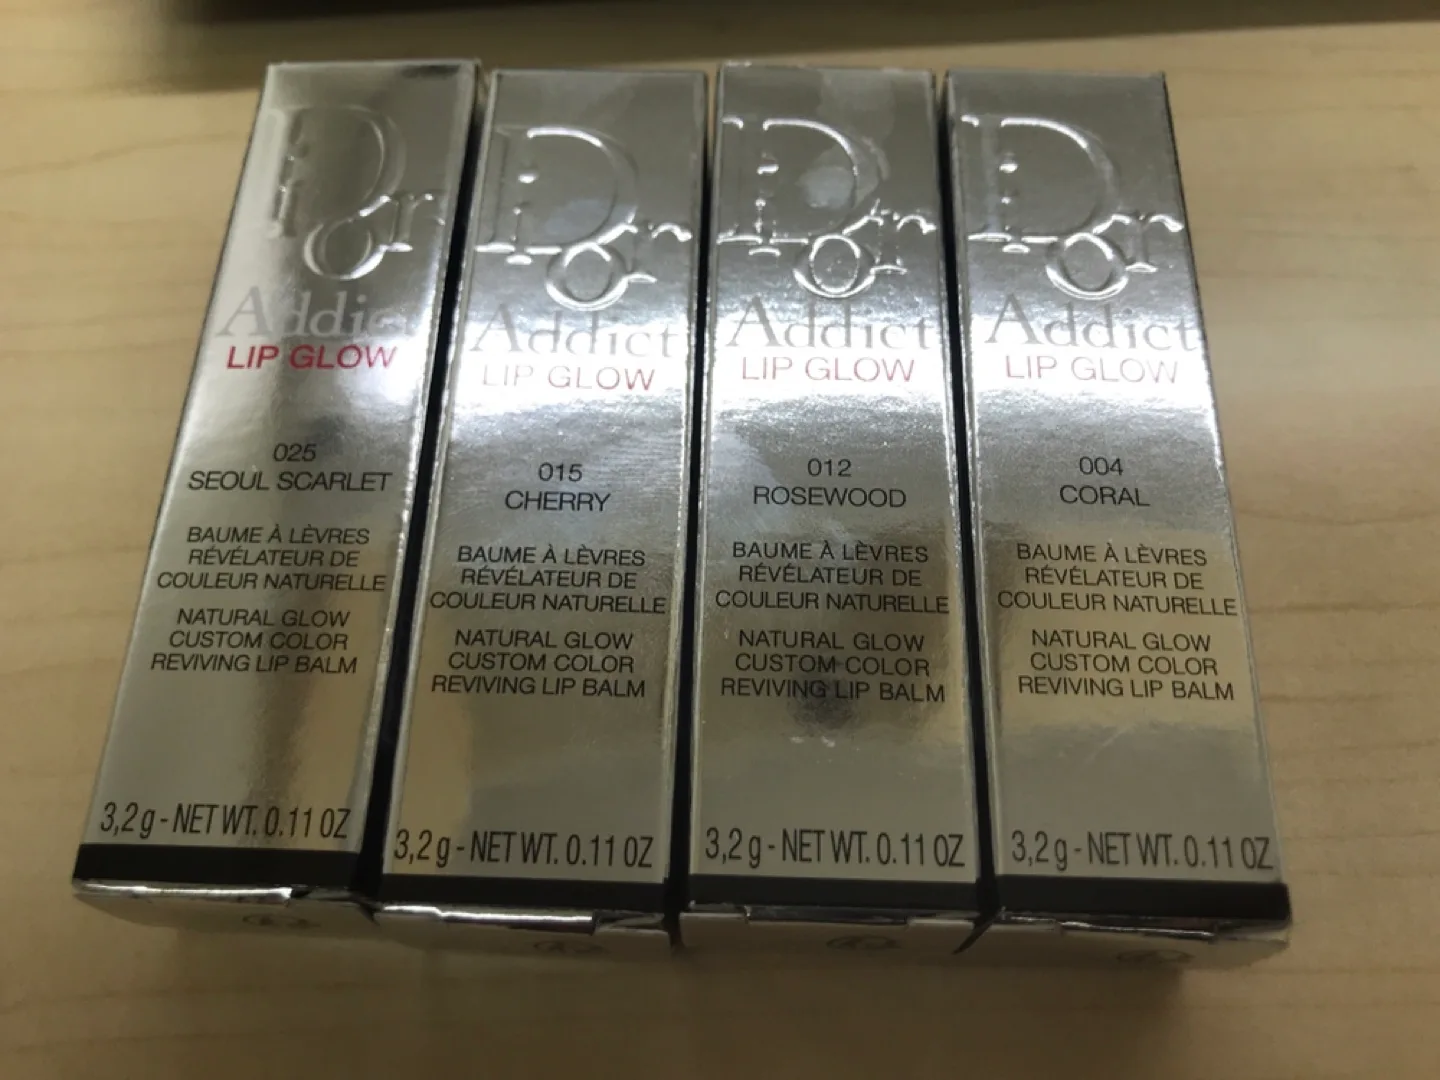 Dior
Addict
LIP GLOW
025
SEOUL SCARLET
BAUME À LÈVRES
RÉVÉLATEUR DE
COULEUR NATURELLE
NATURAL GLOW
CUSTOM COLOR
REVIVING LIP BALM
3,2 g - NET WT. 0.11 OZ
Dior
Addict
LIP GLOW
015
CHERRY
BAUME À LÈVRES
RÉVÉLATEUR DE
COULEUR NATURELLE
NATURAL GLOW
CUSTOM COLOR
REVIVING LIP BALM
3,2 g - NET WT. 0.11 OZ
Dior
Addict
LIP GLOW
012
ROSEWOOD
BAUME À LÈVRES
RÉVÉLATEUR DE
COULEUR NATURELLE
NATURAL GLOW
CUSTOM COLOR
REVIVING LIP BALM
3,2 g - NET WT. 0.11 OZ
Dior
Addict
LIP GLOW
004
CORAL
BAUME À LÈVRES
RÉVÉLATEUR DE
COULEUR NATURELLE
NATURAL GLOW
CUSTOM COLOR
REVIVING LIP BALM
3,2 g - NET WT. 0.11 OZ